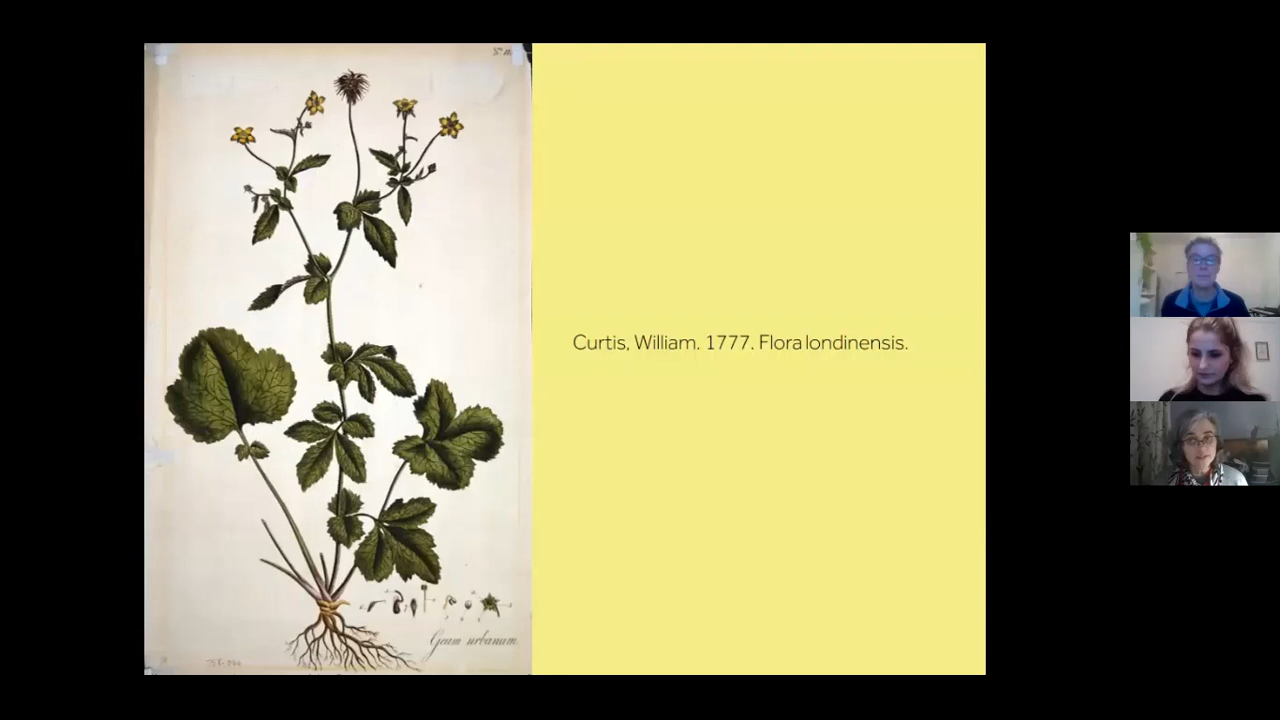 Geum urbanum.
Curtis, William. 1777. Flora londinensis.